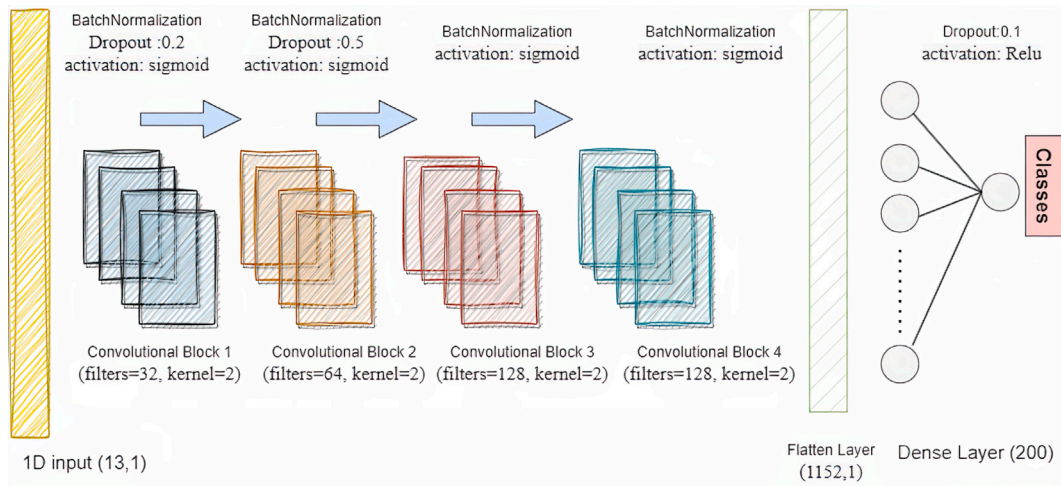 BatchNormalization
Dropout :0.2
activation: sigmoid
BatchNormalization
Dropout :0.5
activation: sigmoid
BatchNormalization
activation: sigmoid
BatchNormalization
activation: sigmoid
Dropout:0.1
activation: Relu
Classes
Convolutional Block 1
(filters=32, kernel=2)
Convolutional Block 2
(filters=64, kernel=2)
Convolutional Block 3
(filters=128, kernel=2)
Convolutional Block 4
(filters=128, kernel=2)
1D input (13,1)
Flatten Layer
(1152,1)
Dense Layer (200)